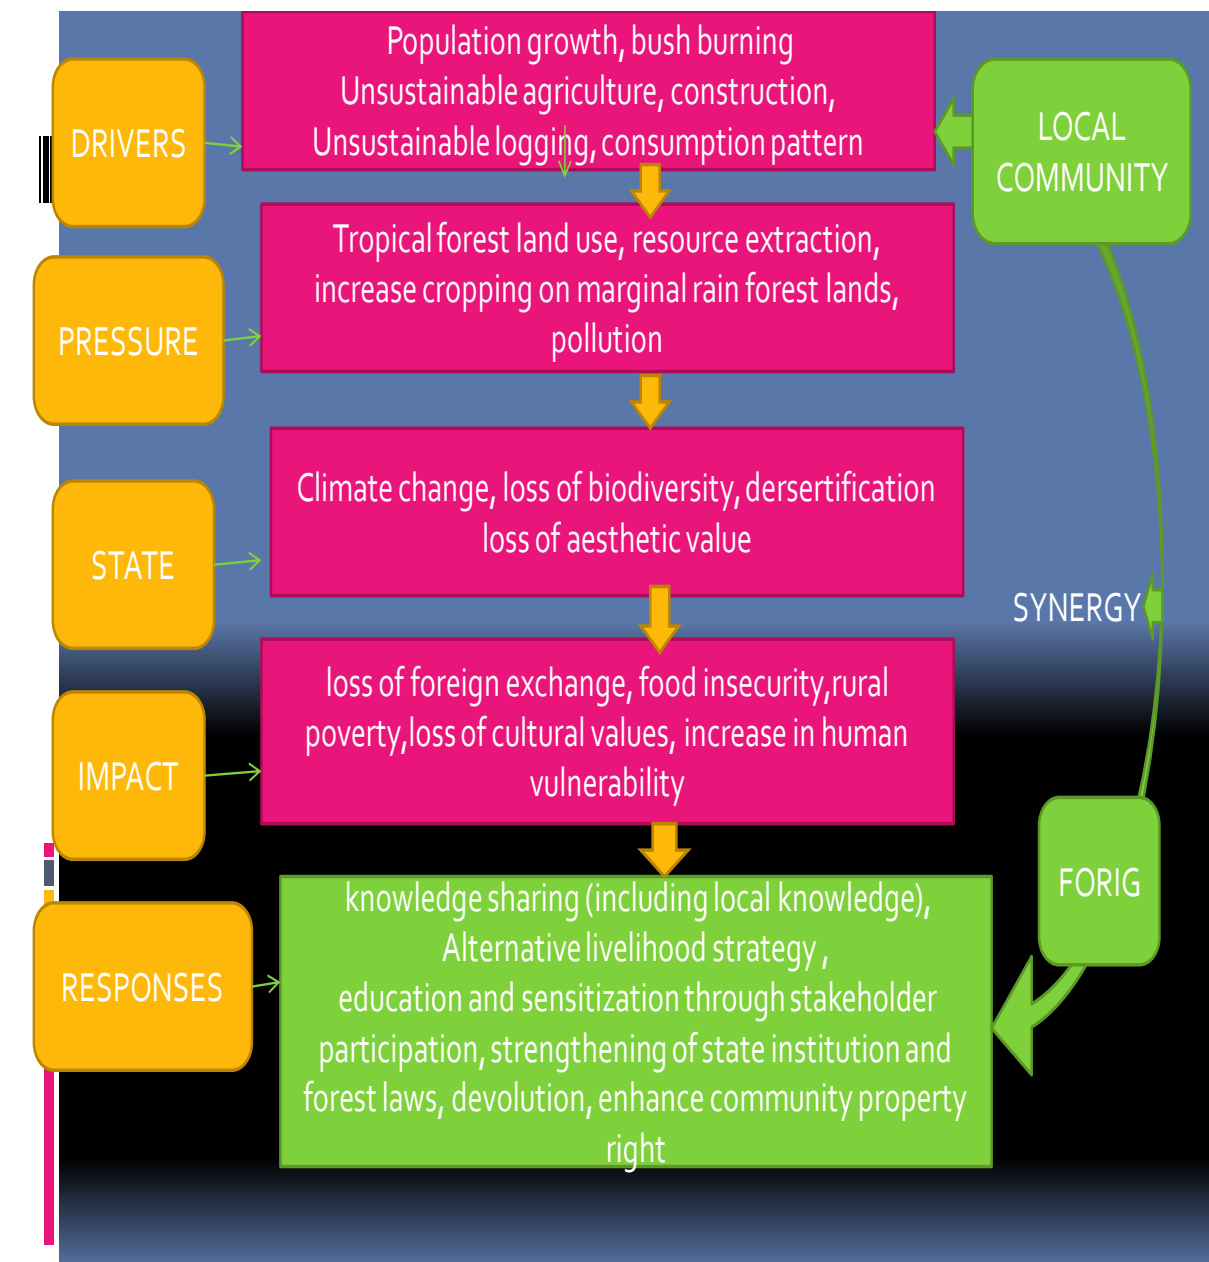 Population growth, bush burning
Unsustainable agriculture, construction,
Unsustainable logging, consumption pattern
DRIVERS
LOCAL
COMMUNITY
Tropical forest land use, resource extraction,
increase cropping on marginal rain forest lands,
pollution
PRESSURE
Climate change, loss of biodiversity, dersertification
loss of aesthetic value
STATE
SYNERGY
loss of foreign exchange, food insecurity,rural
poverty,loss of cultural values, increase in human
vulnerability
IMPACT
FORIG
knowledge sharing (including local knowledge),
Alternative livelihood strategy ,
education and sensitization through stakeholder
participation, strengthening of state institution and
forest laws, devolution, enhance community property
right
RESPONSES